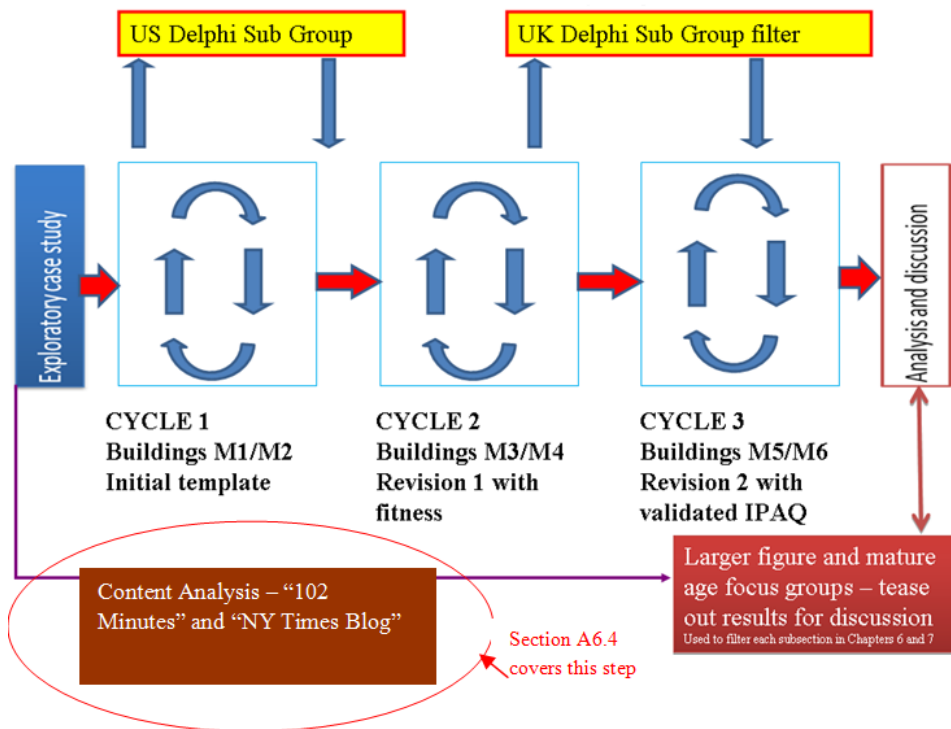 US Delphi Sub Group
UK Delphi Sub Group filter
Exploratory case study
Analysis and discussion
CYCLE 1
Buildings M1/M2
Initial template
CYCLE 2
Buildings M3/M4
Revision 1 with
fitness
CYCLE 3
Buildings M5/M6
Revision 2 with
validated IPAQ
Content Analysis – “102
Minutes” and “NY Times Blog”
Section A6.4
covers this step
Larger figure and mature
age focus groups – tease
out results for discussion
Used to filter each subsection in Chapters 6 and 7